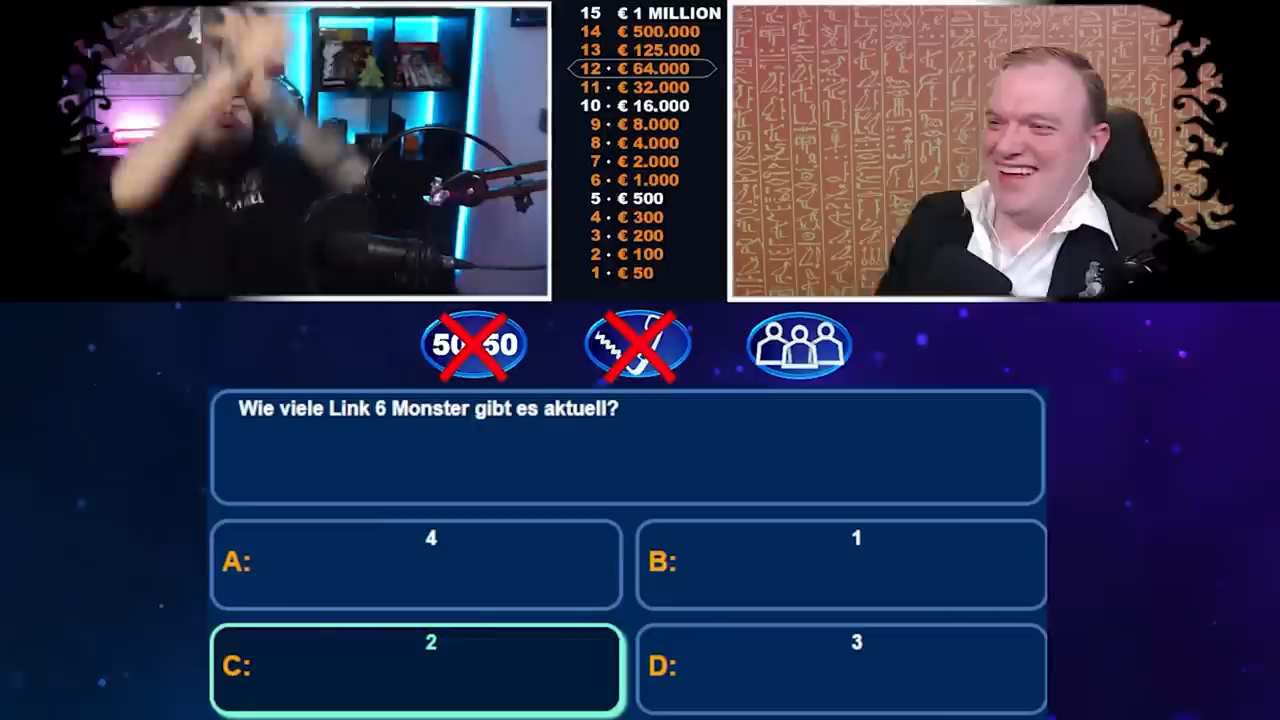 15 € 1 MILLION
14 € 500.000
13 € 125.000
12 · € 64.000
11 · € 32.000
10 · € 16.000
9 · € 8.000
8 · € 4.000
7 · € 2.000
6 · € 1.000
5 · € 500
4 · € 300
3 · € 200
2 · € 100
1 · € 50
50 50
Wie viele Link 6 Monster gibt es aktuell?
A: 4
B: 1
C: 2
D: 3